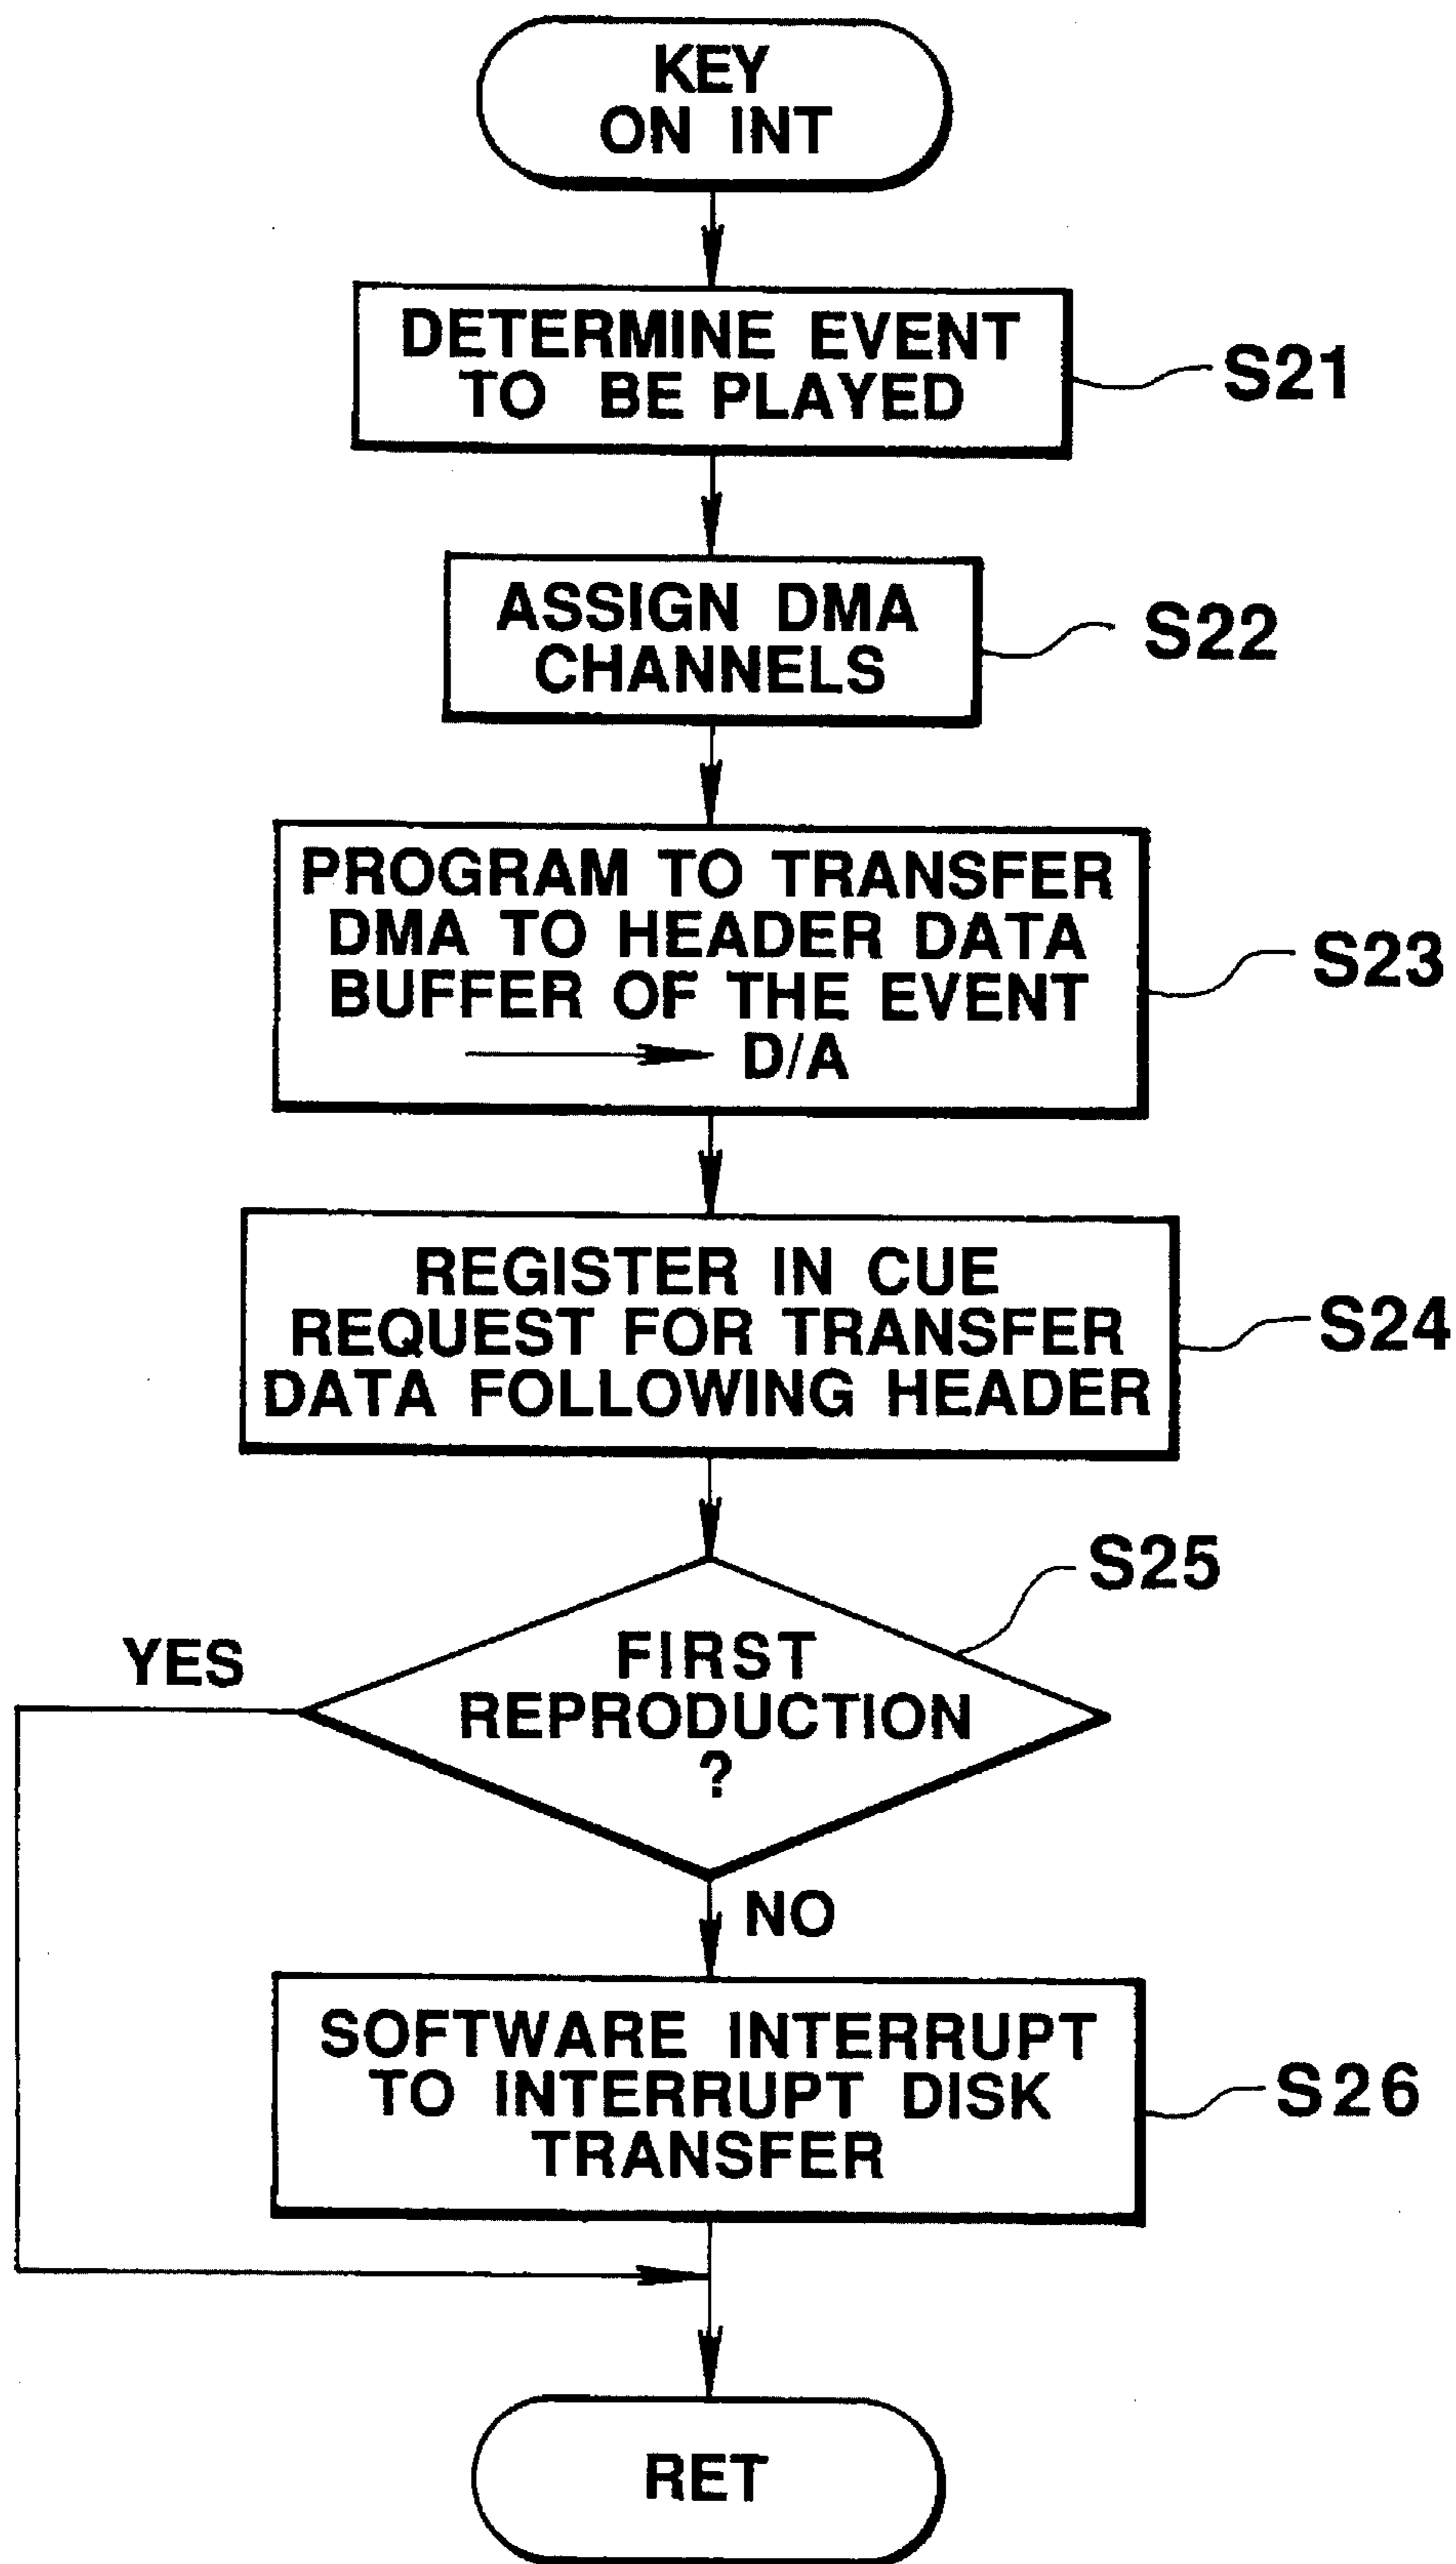 KEY
ON INT
DETERMINE EVENT
TO BE PLAYED
S21
ASSIGN DMA
CHANNELS
S22
PROGRAM TO TRANSFER
DMA TO HEADER DATA
BUFFER OF THE EVENT
D/A
S23
REGISTER IN CUE
REQUEST FOR TRANSFER
DATA FOLLOWING HEADER
S24
S25
YES
FIRST
REPRODUCTION
?
NO
SOFTWARE INTERRUPT
TO INTERRUPT DISK
TRANSFER
S26
RET